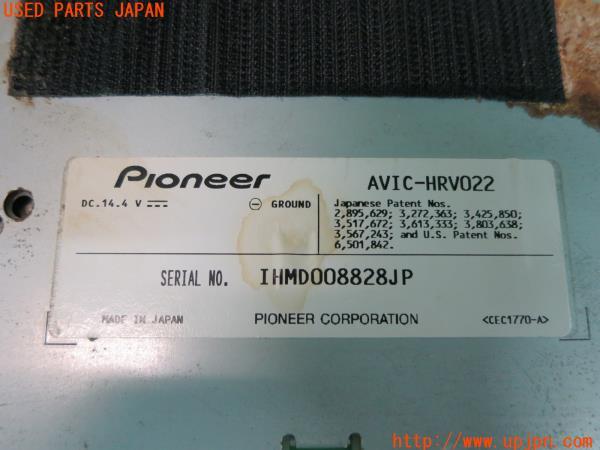 USED PARTS JAPAN
Pioneer
AVIC-HRV022
DC.14.4 V
GROUND
Japanese Patent Nos.
2,895,629; 3,272,363; 3,425,850;
3,517,672; 3,613,333; 3,803,638;
3,567,243; and U.S. Patent Nos.
6,501,842.
SERIAL NO. IHMD008828JP
MADE IN JAPAN
PIONEER CORPORATION
<CEC1770-A>
http://www.upjpn.com/